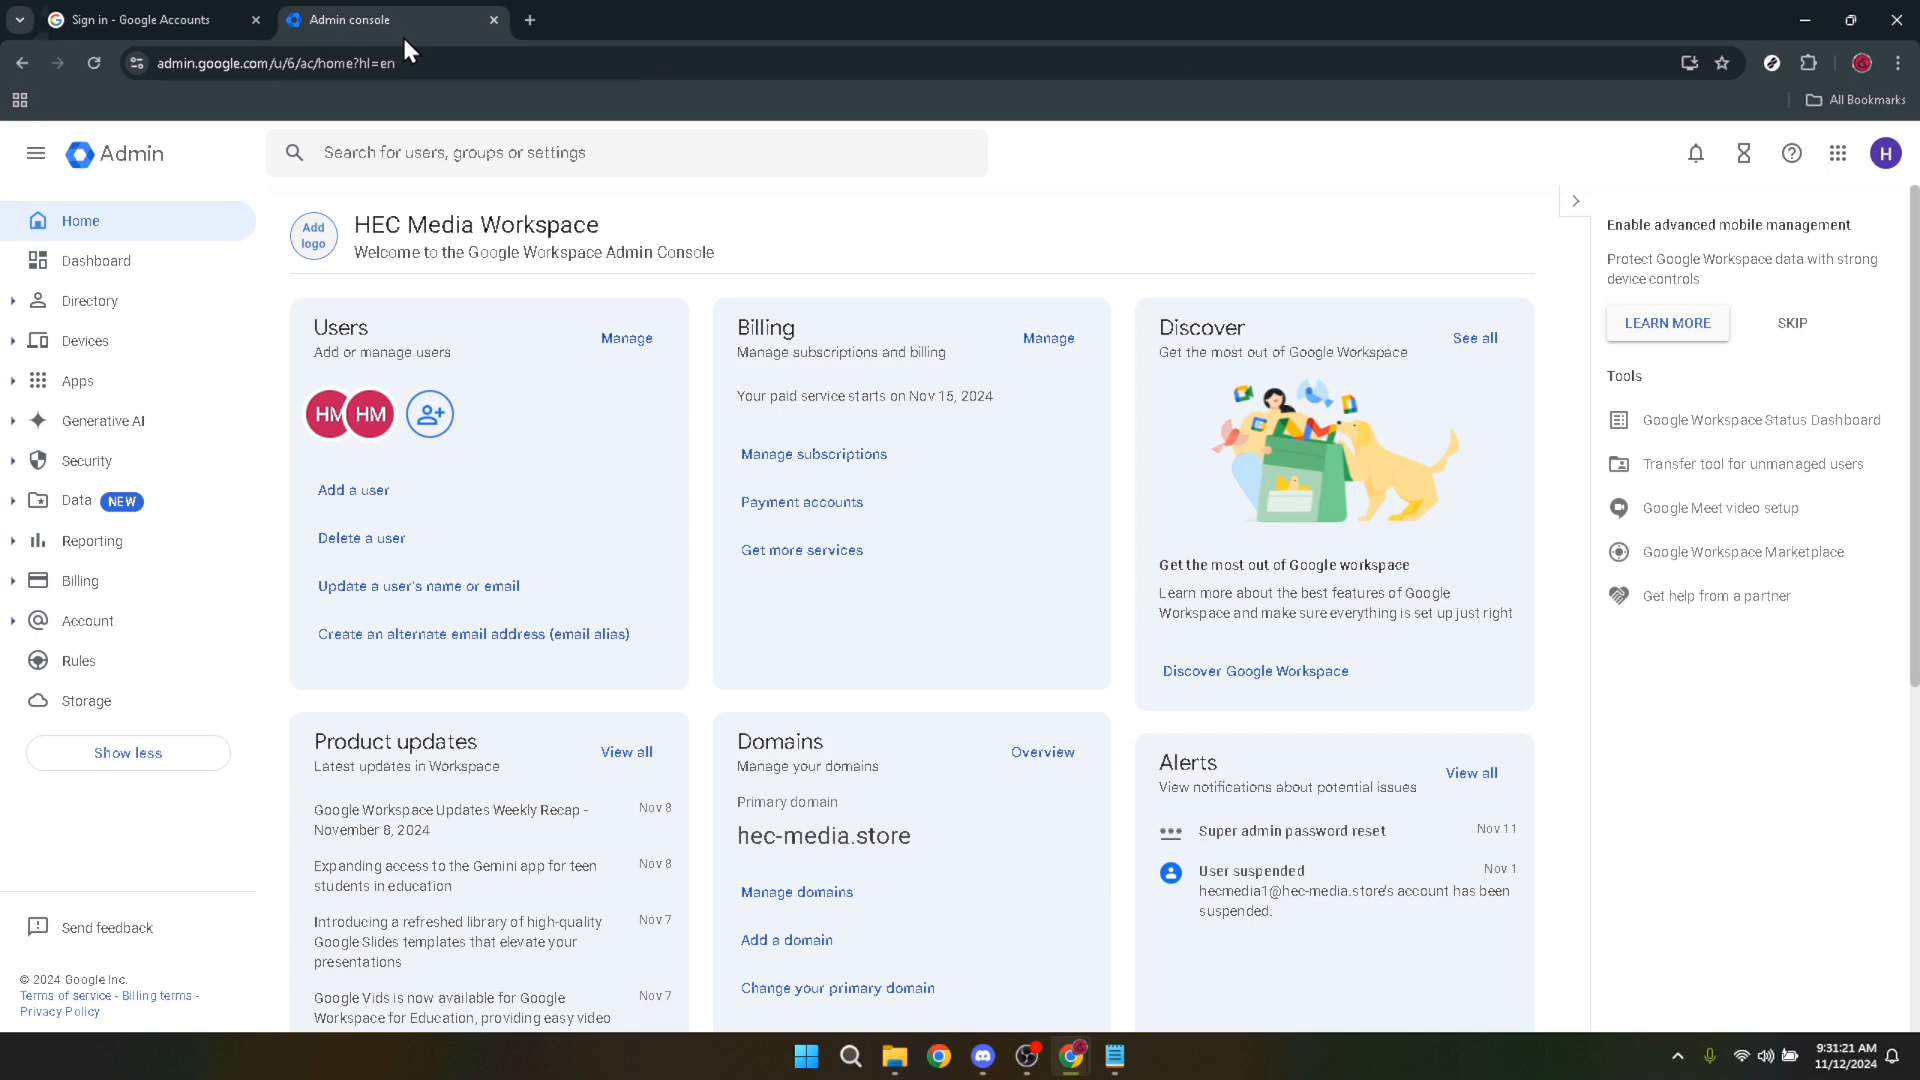 Sign in - Google Accounts
Admin console
admin.google.com/u/6/ac/home?hl=en
All Bookmarks
Admin
Search for users, groups or settings
H
Home
Dashboard
Directory
Devices
Apps
Generative AI
Security
Data NEW
Reporting
Billing
Account
Rules
Storage
Show less
Send feedback
© 2024 Google Inc.
Terms of service - Billing terms -
Privacy Policy
Add
logo
HEC Media Workspace
Welcome to the Google Workspace Admin Console
Users
Add or manage users
Manage
HM HM
Add a user
Delete a user
Update a user's name or email
Create an alternate email address (email alias)
Billing
Manage subscriptions and billing
Manage
Your paid service starts on Nov 15, 2024
Manage subscriptions
Payment accounts
Get more services
Discover
Get the most out of Google Workspace
See all
Get the most out of Google workspace
Learn more about the best features of Google
Workspace and make sure everything is set up just right
Discover Google Workspace
Product updates
Latest updates in Workspace
View all
Google Workspace Updates Weekly Recap -
November 8, 2024
Nov 8
Expanding access to the Gemini app for teen
students in education
Nov 8
Introducing a refreshed library of high-quality
Google Slides templates that elevate your
presentations
Nov 7
Google Vids is now available for Google
Workspace for Education, providing easy video
Nov 7
Domains
Manage your domains
Overview
Primary domain
hec-media.store
Manage domains
Add a domain
Change your primary domain
Alerts
View notifications about potential issues
View all
Super admin password reset
Nov 11
User suspended
Nov 1
hecmedia1@hec-media.store's account has been
suspended.
Enable advanced mobile management
Protect Google Workspace data with strong
device controls
LEARN MORE
SKIP
Tools
Google Workspace Status Dashboard
Transfer tool for unmanaged users
Google Meet video setup
Google Workspace Marketplace
Get help from a partner
9:31:21 AM
11/12/2024